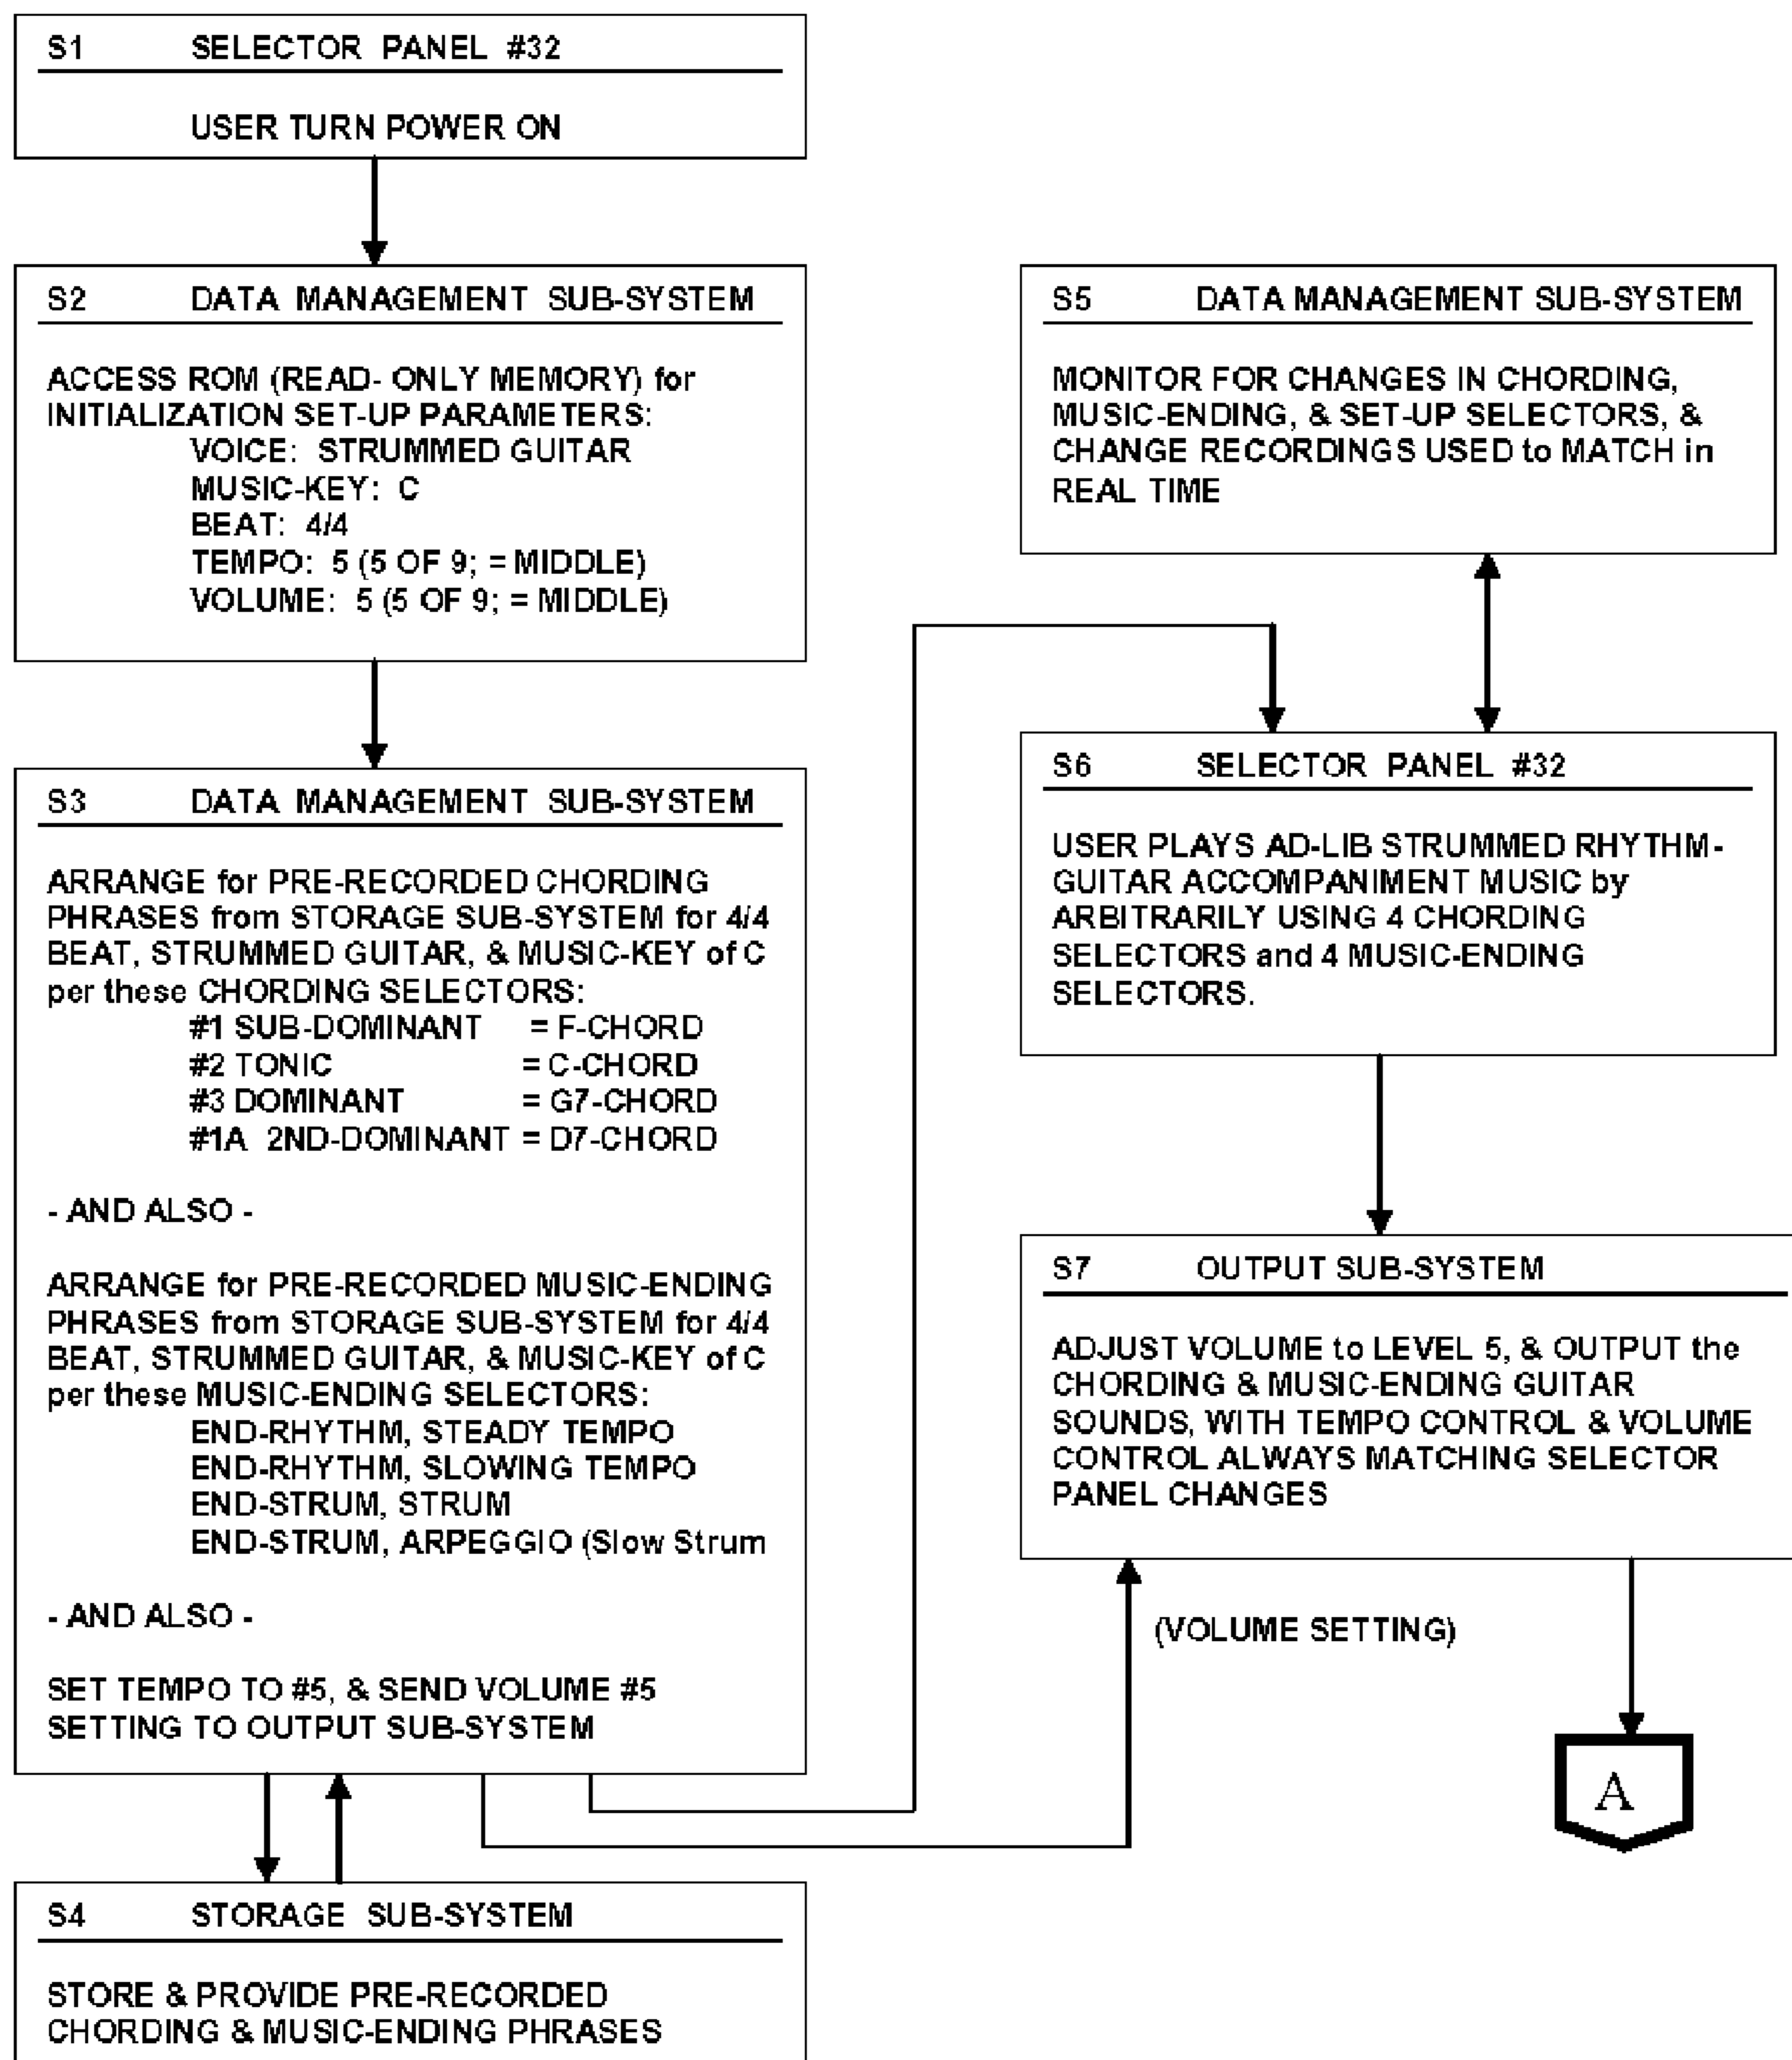 S1 SELECTOR PANEL #32
USER TURN POWER ON
S2 DATA MANAGEMENT SUB-SYSTEM
ACCESS ROM (READ- ONLY MEMORY) for
INITIALIZATION SET-UP PARAMETERS:
VOICE: STRUMMED GUITAR
MUSIC-KEY: C
BEAT: 4/4
TEMPO: 5 (5 OF 9; = MIDDLE)
VOLUME: 5 (5 OF 9; = MIDDLE)
S3 DATA MANAGEMENT SUB-SYSTEM
ARRANGE for PRE-RECORDED CHORDING
PHRASES from STORAGE SUB-SYSTEM for 4/4
BEAT, STRUMMED GUITAR, & MUSIC-KEY of C
per these CHORDING SELECTORS:
#1 SUB-DOMINANT = F-CHORD
#2 TONIC = C-CHORD
#3 DOMINANT = G7-CHORD
#1A 2ND-DOMINANT = D7-CHORD
- AND ALSO -
ARRANGE for PRE-RECORDED MUSIC-ENDING
PHRASES from STORAGE SUB-SYSTEM for 4/4
BEAT, STRUMMED GUITAR, & MUSIC-KEY of C
per these MUSIC-ENDING SELECTORS:
END-RHYTHM, STEADY TEMPO
END-RHYTHM, SLOWING TEMPO
END-STRUM, STRUM
END-STRUM, ARPEGGIO (Slow Strum
- AND ALSO -
SET TEMPO TO #5, & SEND VOLUME #5
SETTING TO OUTPUT SUB-SYSTEM
S4 STORAGE SUB-SYSTEM
STORE & PROVIDE PRE-RECORDED
CHORDING & MUSIC-ENDING PHRASES
S5 DATA MANAGEMENT SUB-SYSTEM
MONITOR FOR CHANGES IN CHORDING,
MUSIC-ENDING, & SET-UP SELECTORS, &
CHANGE RECORDINGS USED to MATCH in
REAL TIME
S6 SELECTOR PANEL #32
USER PLAYS AD-LIB STRUMMED RHYTHM-
GUITAR ACCOMPANIMENT MUSIC by
ARBITRARILY USING 4 CHORDING
SELECTORS and 4 MUSIC-ENDING
SELECTORS.
S7 OUTPUT SUB-SYSTEM
ADJUST VOLUME to LEVEL 5, & OUTPUT the
CHORDING & MUSIC-ENDING GUITAR
SOUNDS, WITH TEMPO CONTROL & VOLUME
CONTROL ALWAYS MATCHING SELECTOR
PANEL CHANGES
(VOLUME SETTING)
A